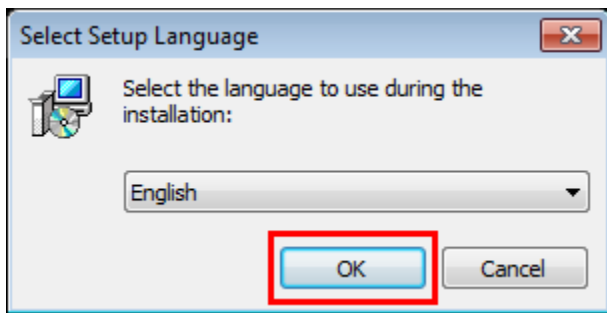 Select Setup Language
Select the language to use during the
installation:
English
OK
Cancel